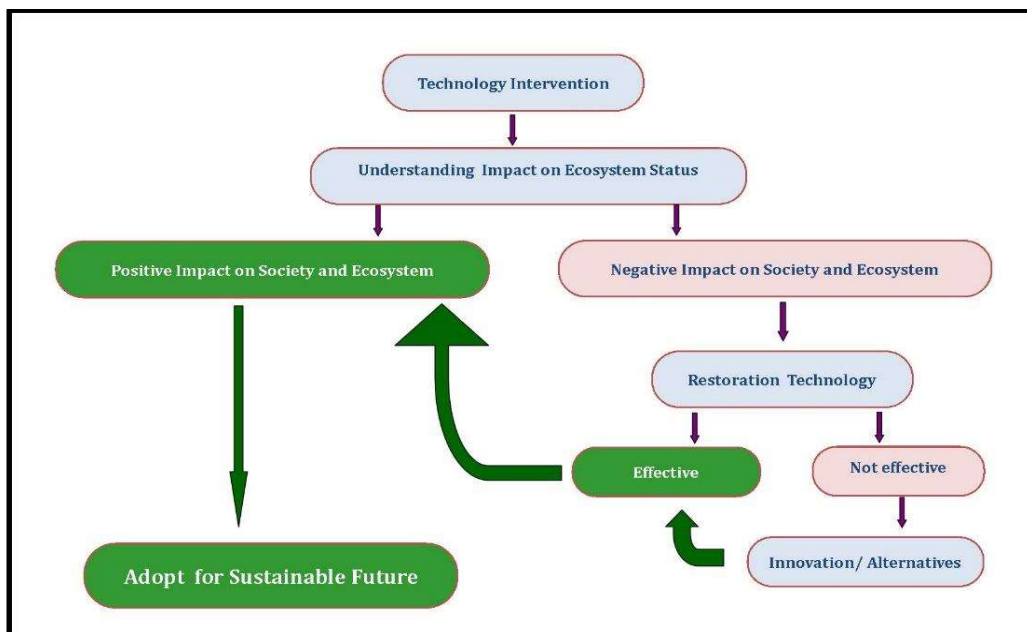 Technology Intervention
Understanding Impact on Ecosystem Status
Positive Impact on Society and Ecosystem
Negative Impact on Society and Ecosystem
Restoration Technology
Effective
Not effective
Innovation/ Alternatives
Adopt for Sustainable Future